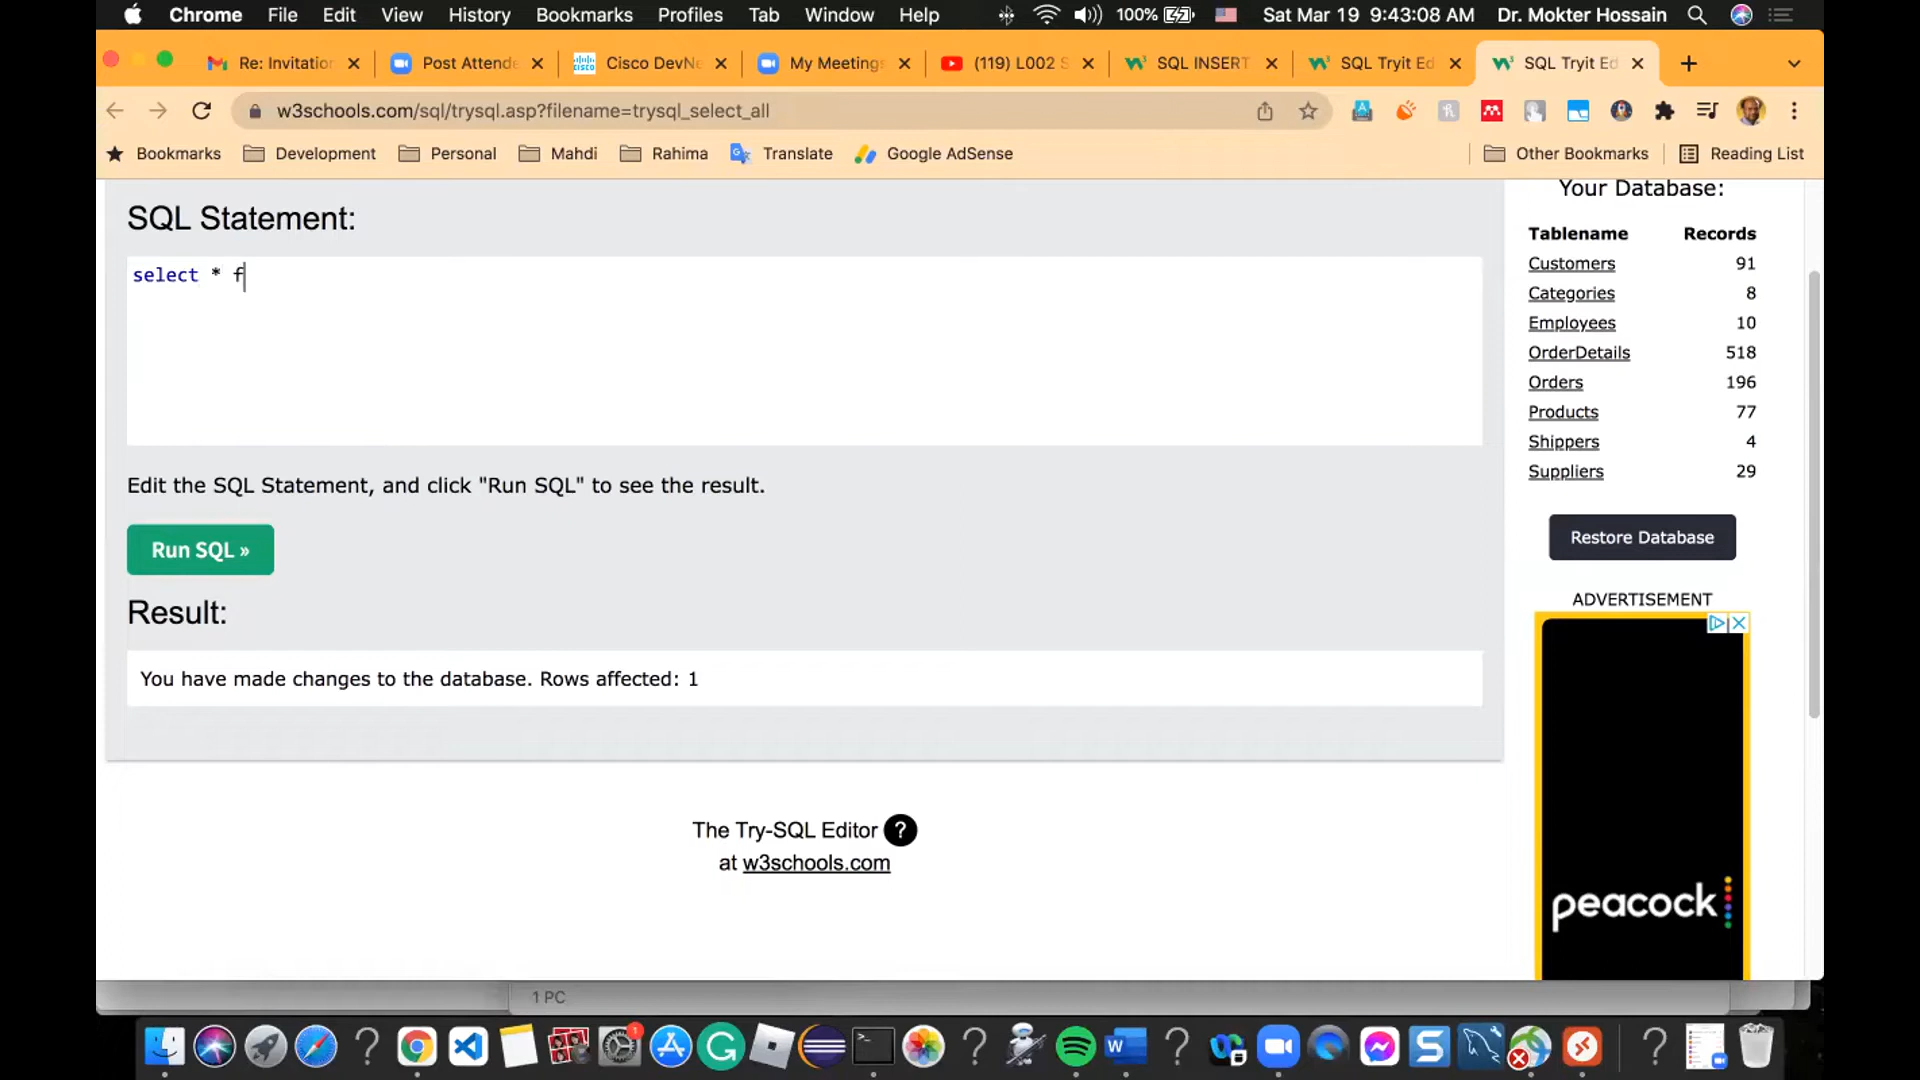 Chrome File Edit View History Bookmarks Profiles Tab Window Help 100% Sat Mar 19 9:43:08 AM Dr. Mokter Hossain
Re: Invitation Post Attende Cisco DevNe My Meetings (119) L002 S SQL INSERT SQL Tryit Ed SQL Tryit Ed
w3schools.com/sql/trysql.asp?filename=trysql_select_all
Bookmarks Development Personal Mahdi Rahima Translate Google AdSense Other Bookmarks Reading List
SQL Statement:
select * f
Edit the SQL Statement, and click "Run SQL" to see the result.
Run SQL »
Result:
You have made changes to the database. Rows affected: 1
The Try-SQL Editor ?
at w3schools.com
Your Database:
Tablename Records
Customers 91
Categories 8
Employees 10
OrderDetails 518
Orders 196
Products 77
Shippers 4
Suppliers 29
Restore Database
ADVERTISEMENT
peacock
1 PC